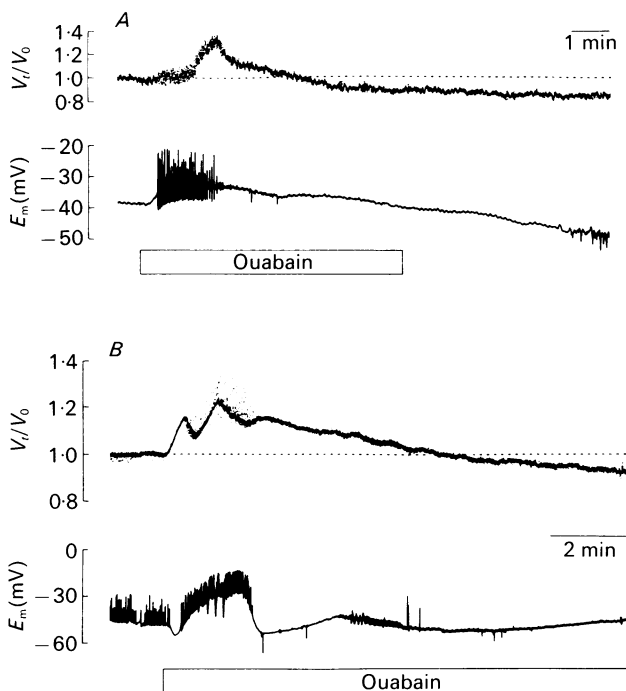 A
1·4
1·2
1·0
0·8
Vt/V0
1 min
−20
−30
−40
−50
Em(mV)
Ouabain
B
1·4
1·2
1·0
0·8
Vt/V0
2 min
0
−30
−60
Em(mV)
Ouabain